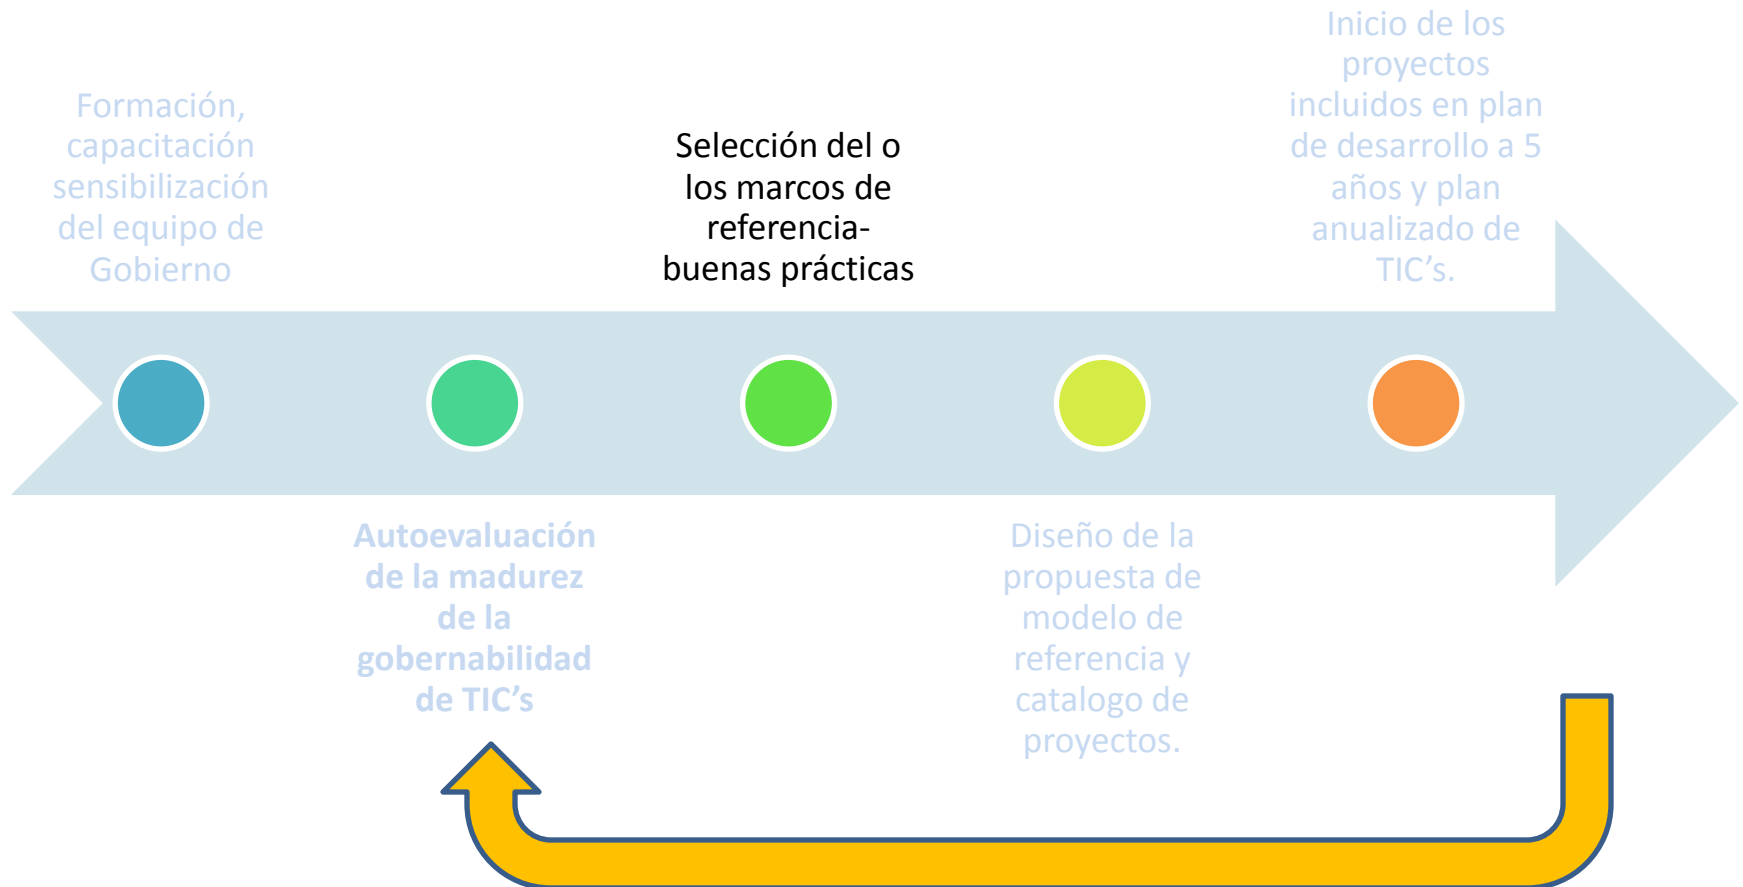 Formación,
capacitación
sensibilización
del equipo de
Gobierno
Autoevaluación
de la madurez
de la
gobernabilidad
de TIC’s
Selección del o
los marcos de
referencia-
buenas prácticas
Diseño de la
propuesta de
modelo de
referencia y
catalogo de
proyectos.
Inicio de los
proyectos
incluidos en plan
de desarrollo a 5
años y plan
anualizado de
TIC’s.